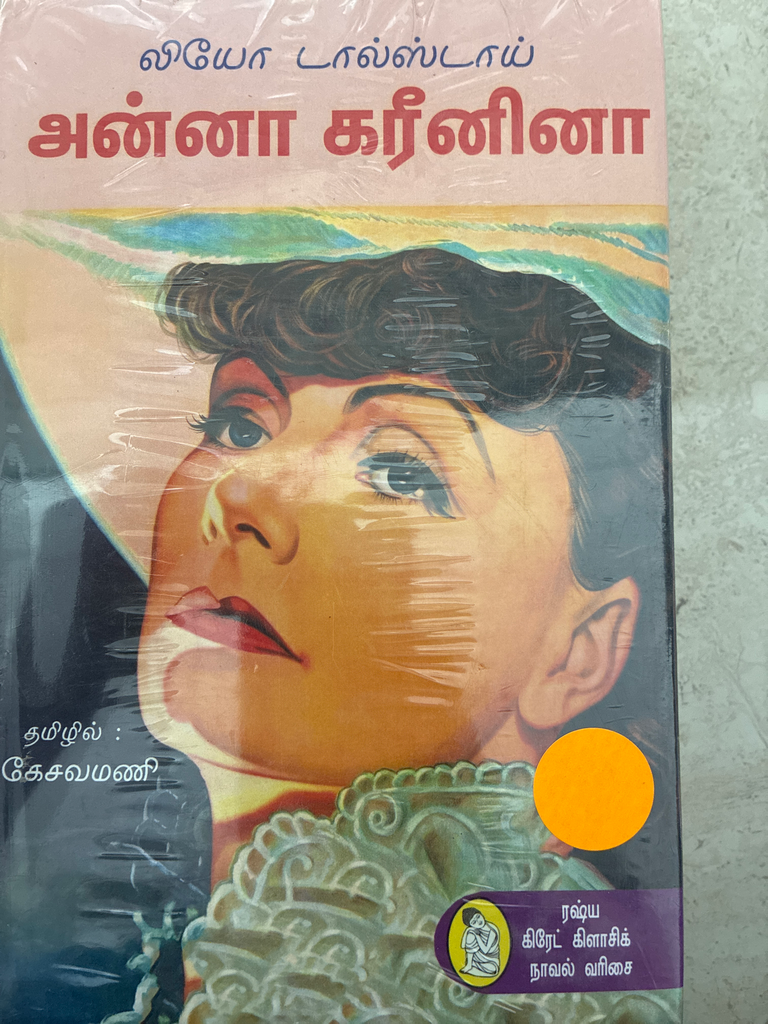 லியோ டால்ஸ்டாய்
அன்னா கரீனினா
தமிழில் :
கேசவமணி
ரஷ்ய
கிரேட் கிளாசிக்
நாவல் வரிசை